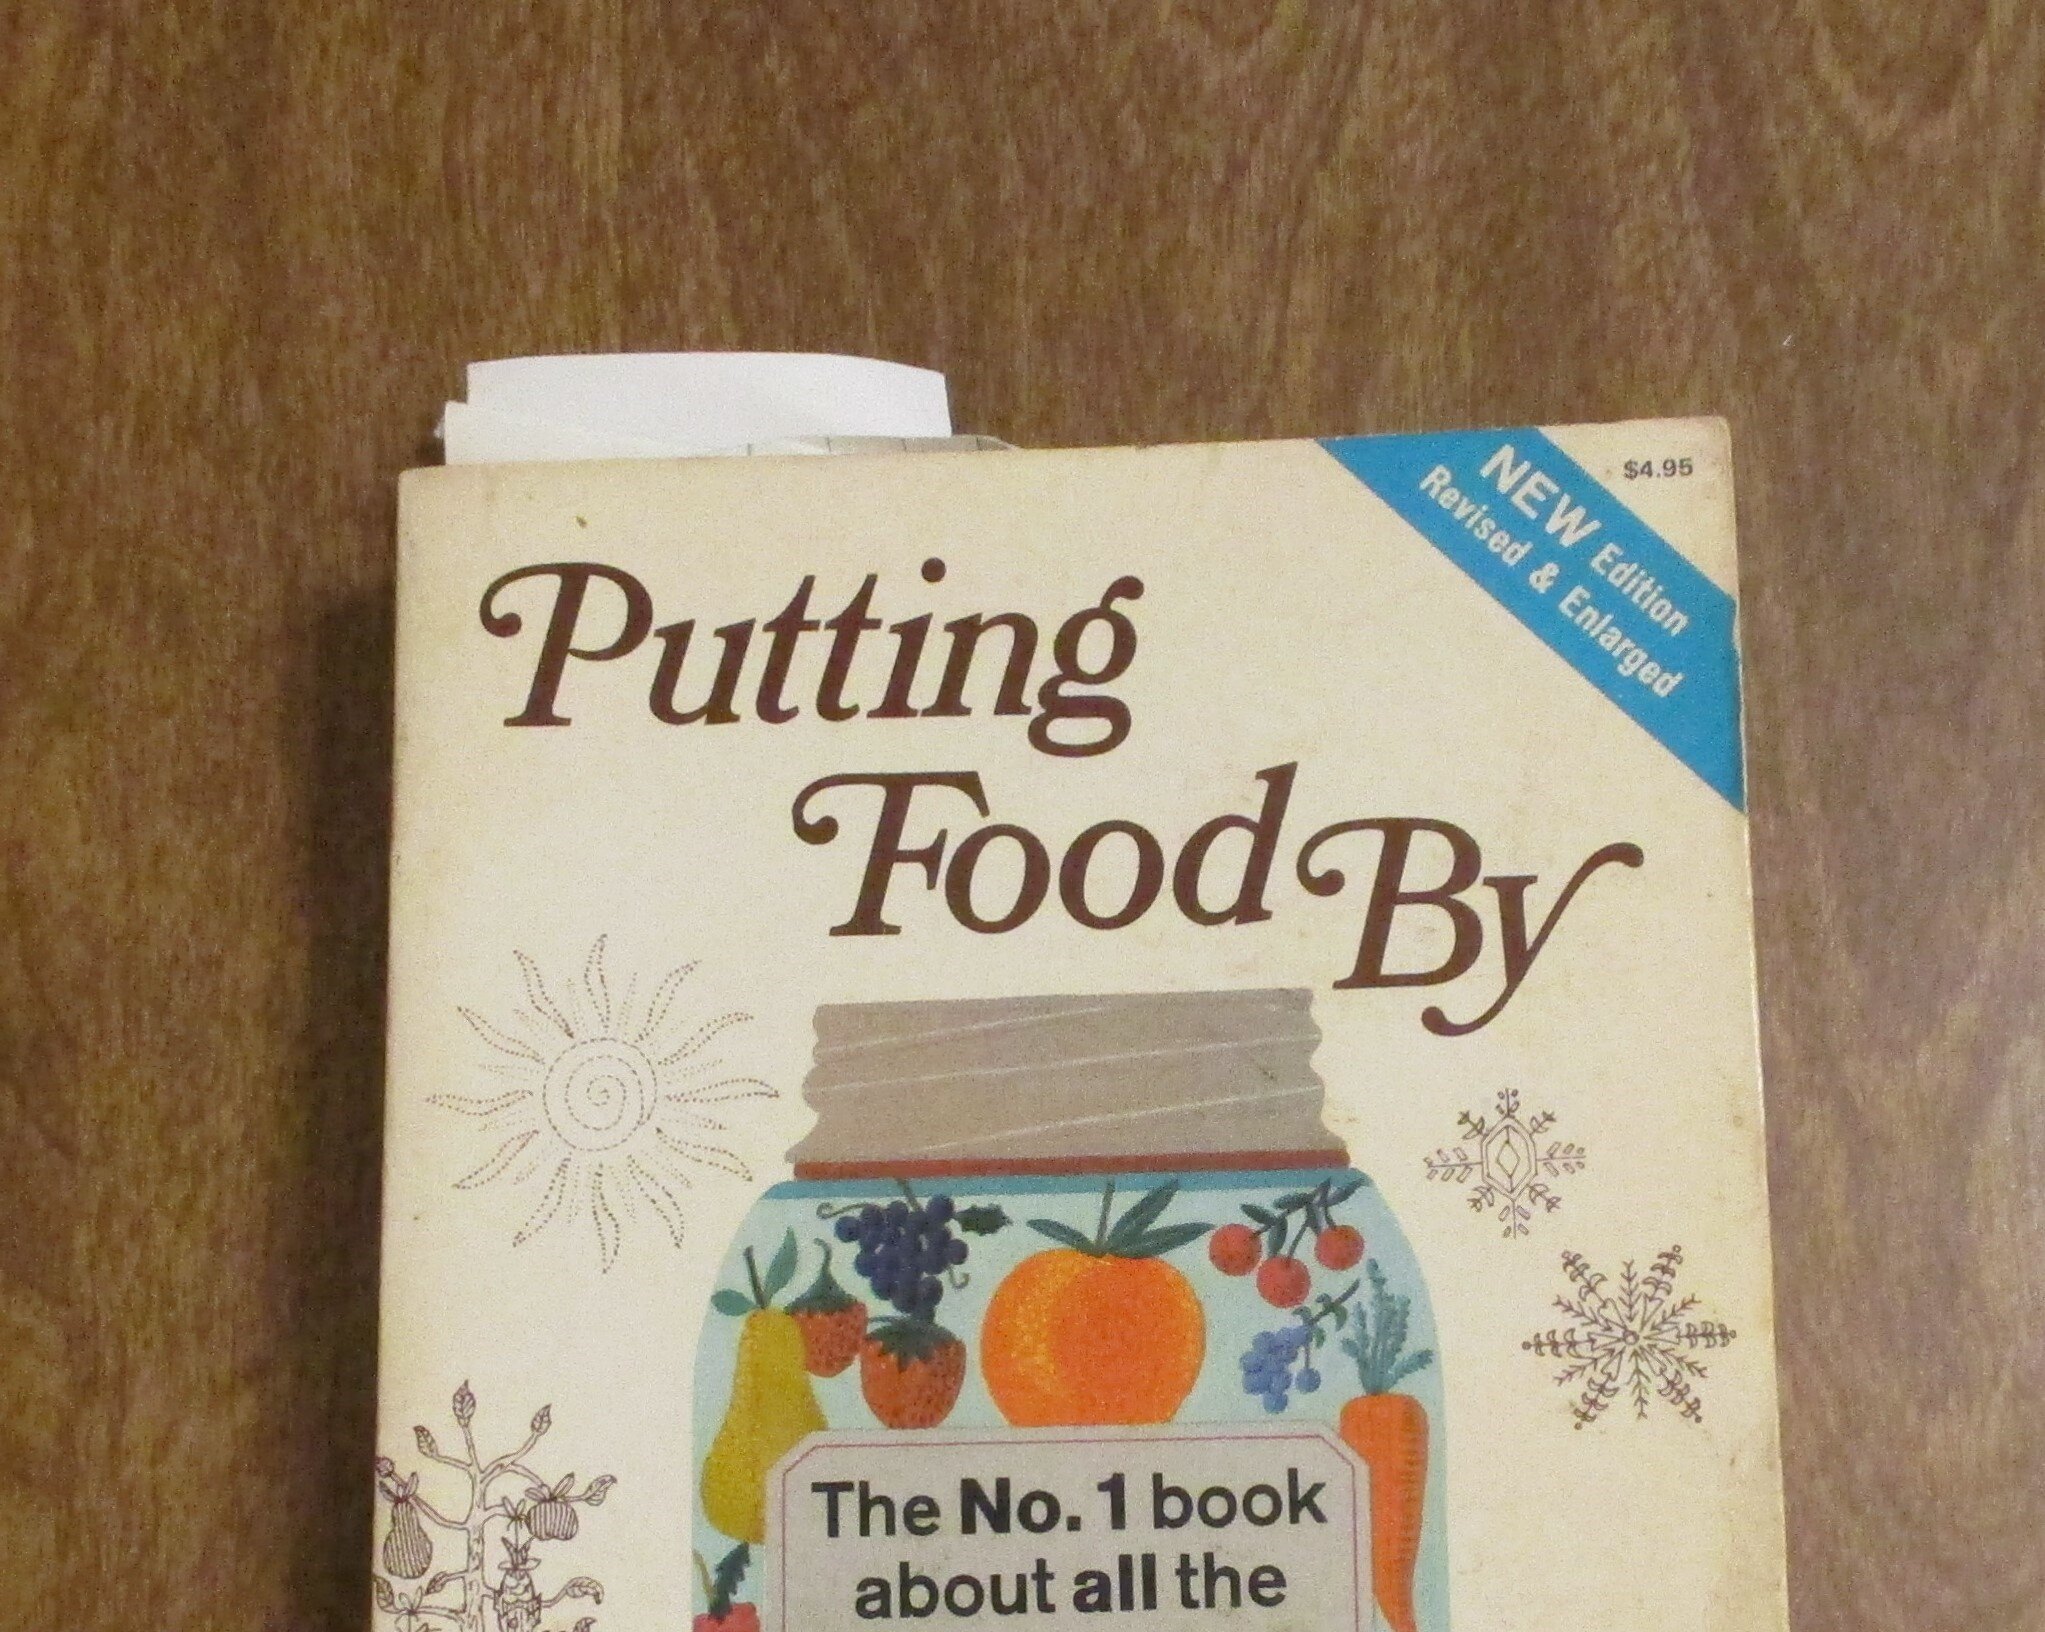 $4.95
NEW Edition
Revised & Enlarged
Putting
Food By
The No. 1 book
about all the